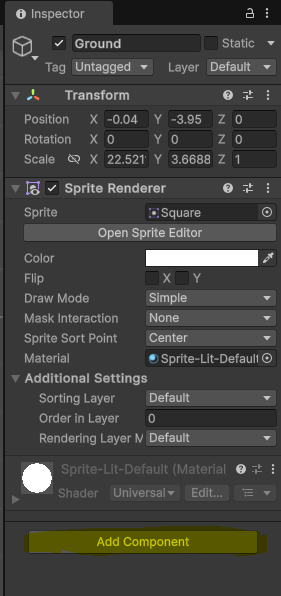 Inspector
Ground Static
Tag Untagged Layer Default
Transform
Position X -0.04 Y -3.95 Z 0
Rotation X 0 Y 0 Z 0
Scale X 22.521 Y 3.6688 Z 1
Sprite Renderer
Sprite Square
Open Sprite Editor
Color
Flip X Y
Draw Mode Simple
Mask Interaction None
Sprite Sort Point Center
Material Sprite-Lit-Default
Additional Settings
Sorting Layer Default
Order in Layer 0
Rendering Layer M Default
Sprite-Lit-Default (Material
Shader Universal Edit...
Add Component